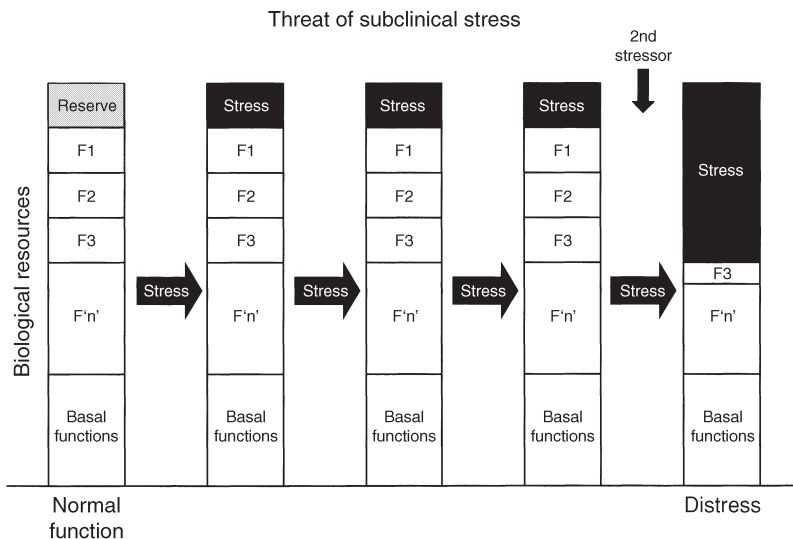 Threat of subclinical stress
2nd
stressor
Biological resources
Reserve
F1
F2
F3
F‘n’
Basal
functions
Stress
Stress
F1
F2
F3
F‘n’
Basal
functions
Stress
Stress
F1
F2
F3
F‘n’
Basal
functions
Stress
Stress
F1
F2
F3
F‘n’
Basal
functions
Stress
Stress
F3
F‘n’
Basal
functions
Normal
function
Distress